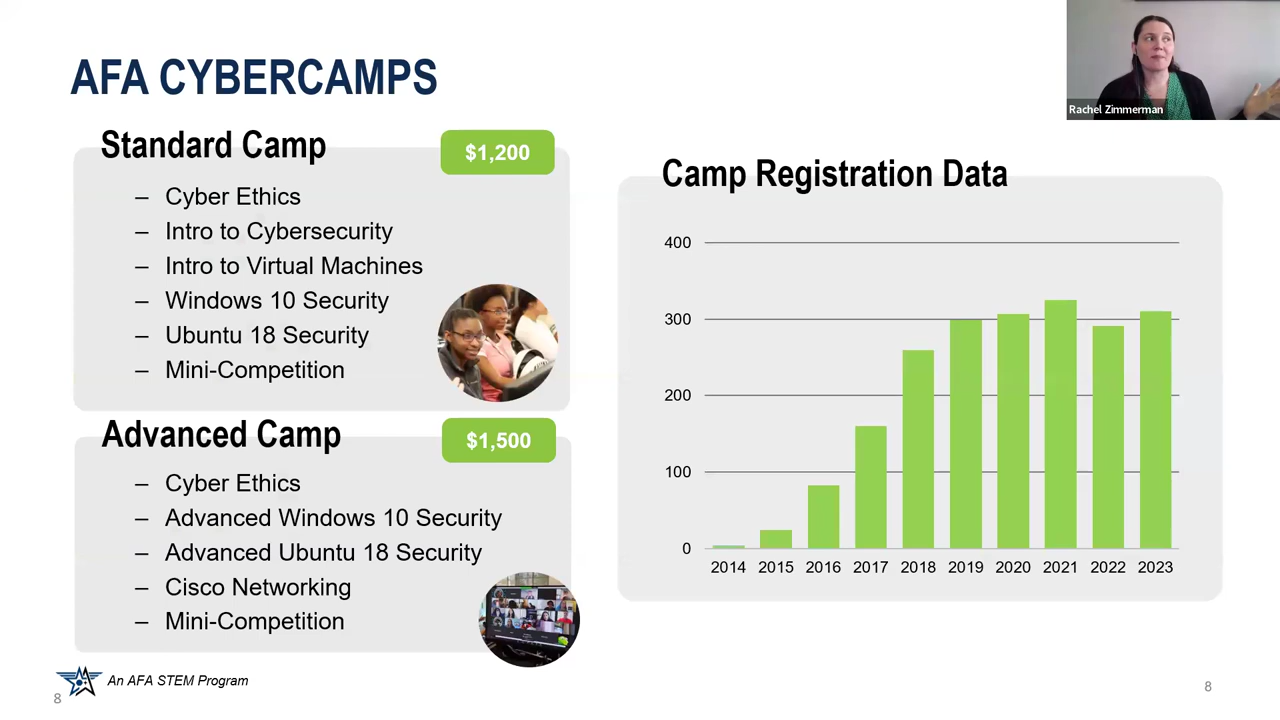 AFA CYBERCAMPS
Rachel Zimmerman
Standard Camp
$1,200
– Cyber Ethics
– Intro to Cybersecurity
– Intro to Virtual Machines
– Windows 10 Security
– Ubuntu 18 Security
– Mini-Competition
Advanced Camp
$1,500
– Cyber Ethics
– Advanced Windows 10 Security
– Advanced Ubuntu 18 Security
– Cisco Networking
– Mini-Competition
Camp Registration Data
400
300
200
100
0
2014 2015 2016 2017 2018 2019 2020 2021 2022 2023
An AFA STEM Program
8
8